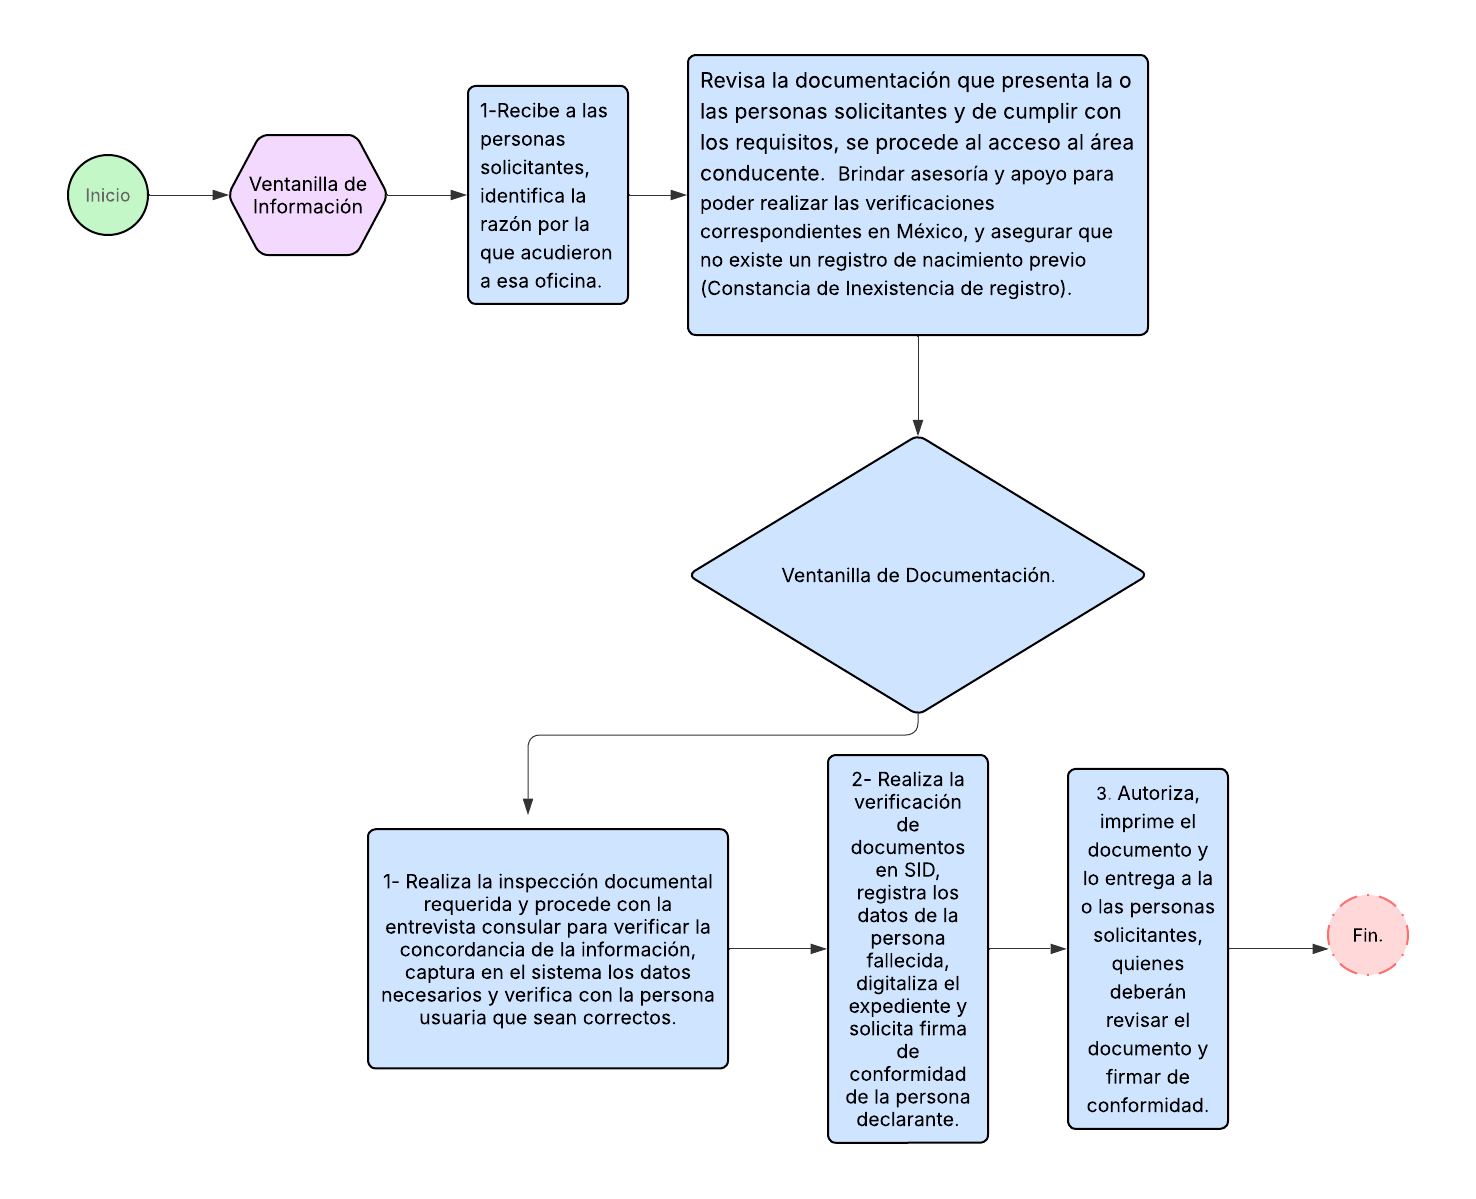 Inicio
Ventanilla de
Información
1-Recibe a las
personas
solicitantes,
identifica la
razón por la
que acudieron
a esa oficina.
Revisa la documentación que presenta la o
las personas solicitantes y de cumplir con
los requisitos, se procede al acceso al área
conducente. Brindar asesoría y apoyo para
poder realizar las verificaciones
correspondientes en México, y asegurar que
no existe un registro de nacimiento previo
(Constancia de Inexistencia de registro).
Ventanilla de Documentación.
1- Realiza la inspección documental
requerida y procede con la
entrevista consular para verificar la
concordancia de la información,
captura en el sistema los datos
necesarios y verifica con la persona
usuaria que sean correctos.
2- Realiza la
verificación
de
documentos
en SID,
registra los
datos de la
persona
fallecida,
digitaliza el
expediente y
solicita firma
de
conformidad
de la persona
declarante.
3. Autoriza,
imprime el
documento y
lo entrega a la
o las personas
solicitantes,
quienes
deberán
revisar el
documento y
firmar de
conformidad.
Fin.